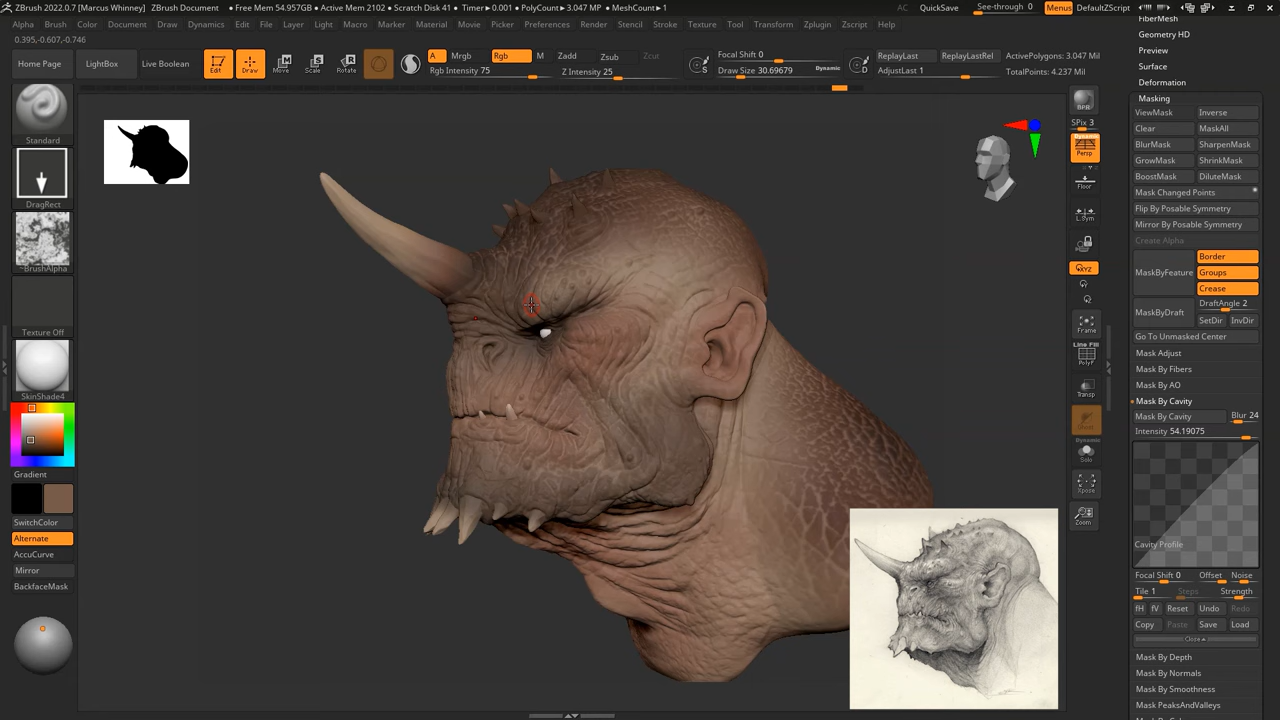 ZBrush 2022.0.7 [Marcus Whinney] ZBrush Document ● Free Mem 54.957GB ● Active Mem 2102 ● Scratch Disk 41 ● Timer▸0.001 ● PolyCount▸3.047 MP ● MeshCount▸1 AC QuickSave See-through 0 Menus DefaultZScript
Alpha Brush Color Document Draw Dynamics Edit File Layer Light Macro Marker Material Movie Picker Preferences Render Stencil Stroke Texture Tool Transform Zplugin Zscript Help
0.395,-0.607,-0.746
Home Page LightBox Live Boolean
Edit Draw Move Scale Rotate
A Mrgb Rgb M Zadd Zsub Zcut
Rgb Intensity 75 Z Intensity 25
Focal Shift 0
Draw Size 30.69679 Dynamic
S D
ReplayLast ReplayLastRel
AdjustLast 1
ActivePolygons: 3.047 Mil
TotalPoints: 4.237 Mil
Standard
DragRect
~BrushAlpha
Texture Off
SkinShade4
Gradient
SwitchColor
Alternate
AccuCurve
Mirror
BackfaceMask
BPR
SPix 3
Dynamic
Persp
Floor
L.Sym
XYZ
Frame
Line Fill
PolyF
Transp
Ghost
Dynamic
Solo
Xpose
Zoom
FiberMesh
Geometry HD
Preview
Surface
Deformation
Masking
ViewMask Inverse
Clear MaskAll
BlurMask SharpenMask
GrowMask ShrinkMask
BoostMask DiluteMask
Mask Changed Points
Flip By Posable Symmetry
Mirror By Posable Symmetry
Create Alpha
MaskByFeature Border
Groups
Crease
MaskByDraft DraftAngle 2
SetDir InvDir
Go To Unmasked Center
Mask Adjust
Mask By Fibers
Mask By AO
Mask By Cavity
Mask By Cavity Blur 24
Intensity 54.19075
Cavity Profile
Focal Shift 0 Offset Noise
Tile 1 Steps Strength
fH fV Reset Undo Redo
Copy Paste Save Load
Close
Mask By Depth
Mask By Normals
Mask By Smoothness
Mask PeaksAndValleys